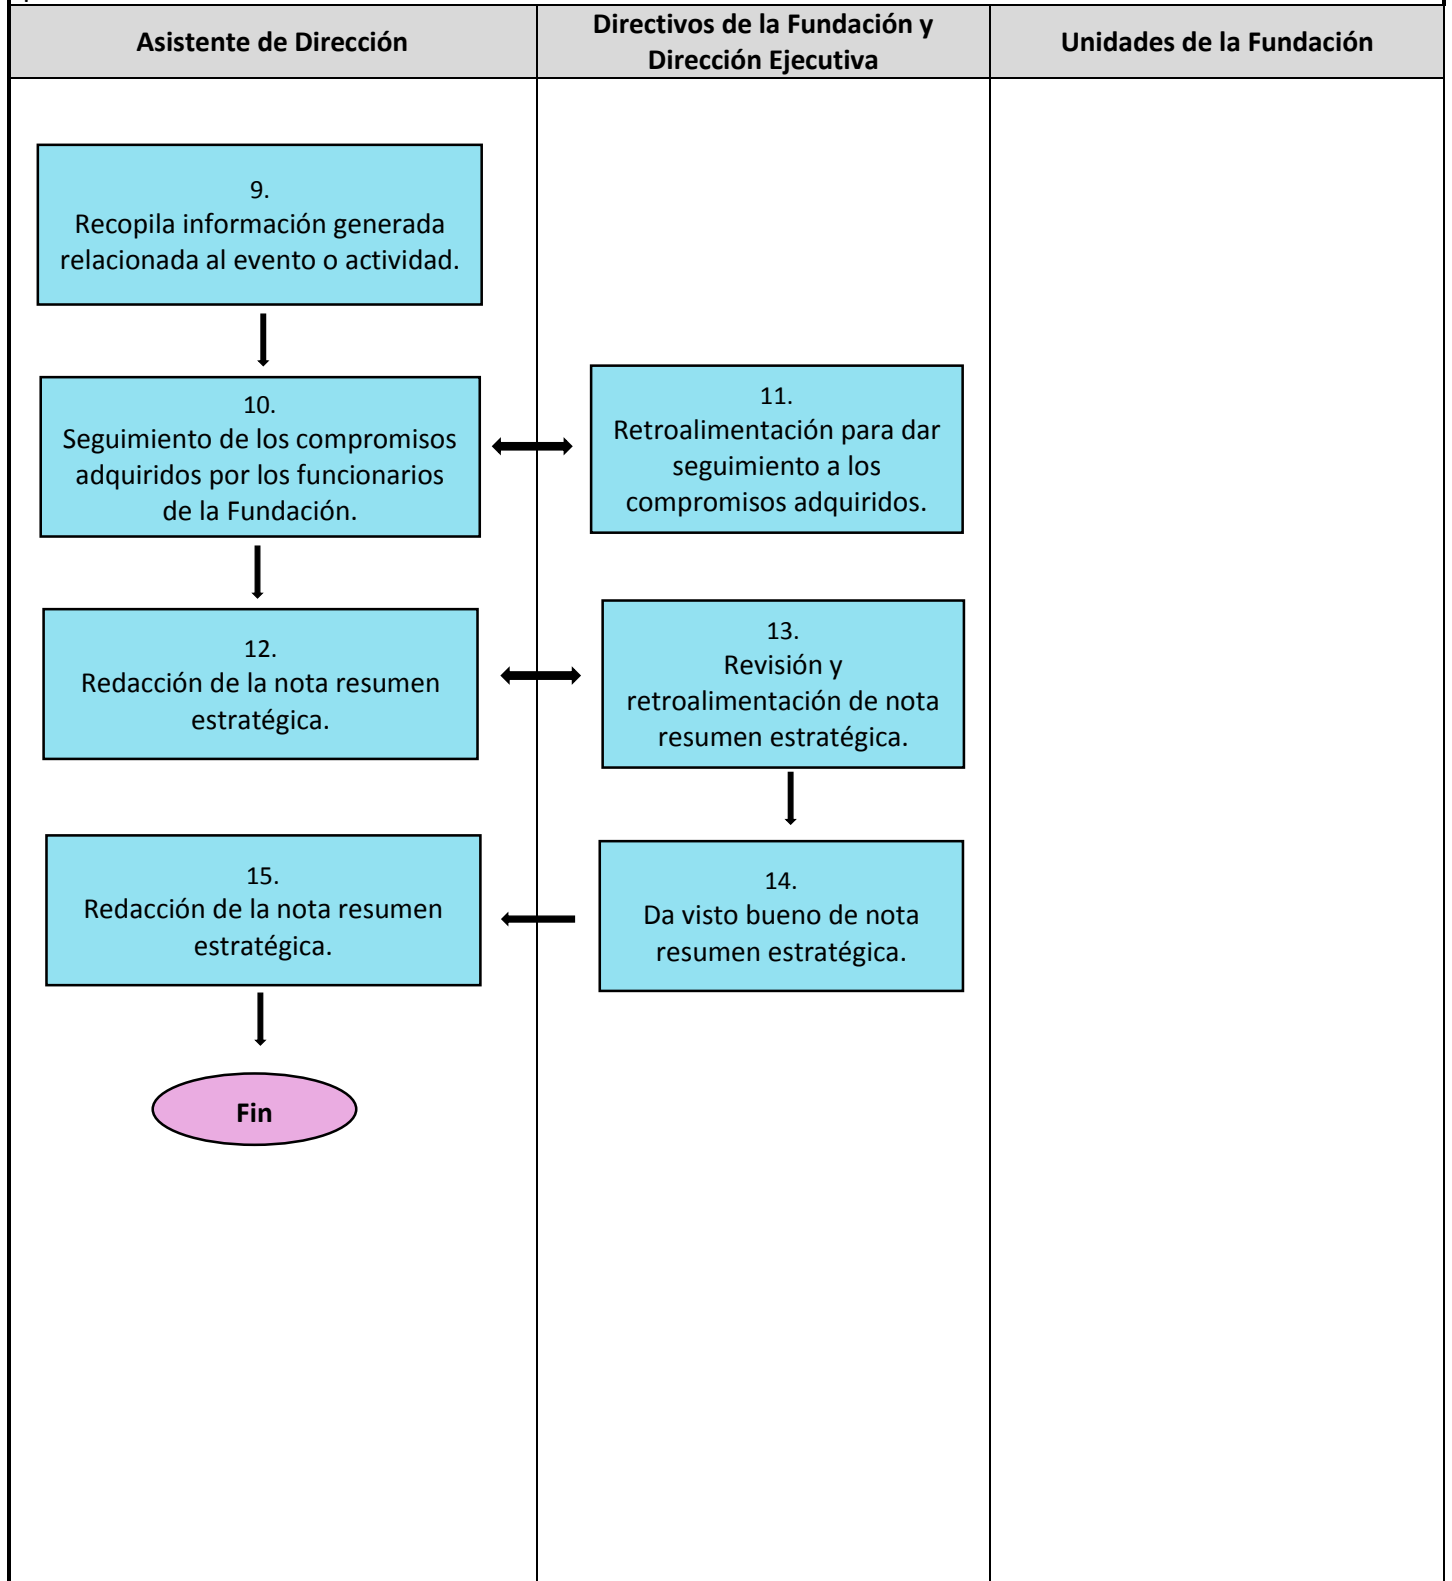 Asistente de Dirección
Directivos de la Fundación y
Dirección Ejecutiva
Unidades de la Fundación
9.
Recopila información generada
relacionada al evento o actividad.
10.
Seguimiento de los compromisos
adquiridos por los funcionarios
de la Fundación.
11.
Retroalimentación para dar
seguimiento a los
compromisos adquiridos.
12.
Redacción de la nota resumen
estratégica.
13.
Revisión y
retroalimentación de nota
resumen estratégica.
14.
Da visto bueno de nota
resumen estratégica.
15.
Redacción de la nota resumen
estratégica.
Fin